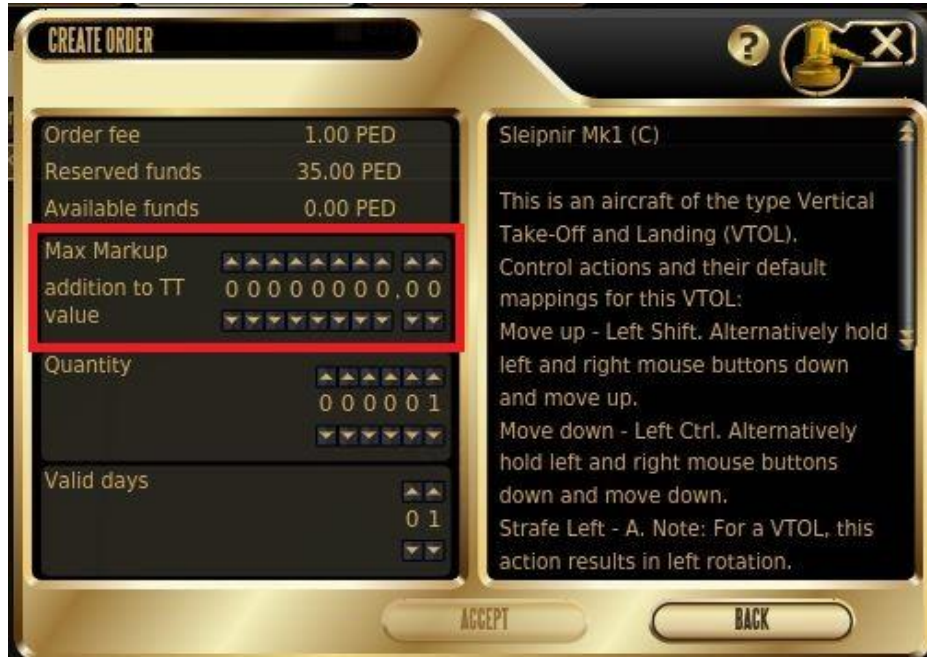 CREATE ORDER
?
X
Order fee 1.00 PED
Reserved funds 35.00 PED
Available funds 0.00 PED
Max Markup
addition to TT
value
00000000,00
Quantity
000001
Valid days
01
Sleipnir Mk1 (C)
This is an aircraft of the type Vertical
Take-Off and Landing (VTOL).
Control actions and their default
mappings for this VTOL:
Move up - Left Shift. Alternatively hold
left and right mouse buttons down
and move up.
Move down - Left Ctrl. Alternatively
hold left and right mouse buttons
down and move down.
Strafe Left - A. Note: For a VTOL, this
action results in left rotation.
ACCEPT
BACK